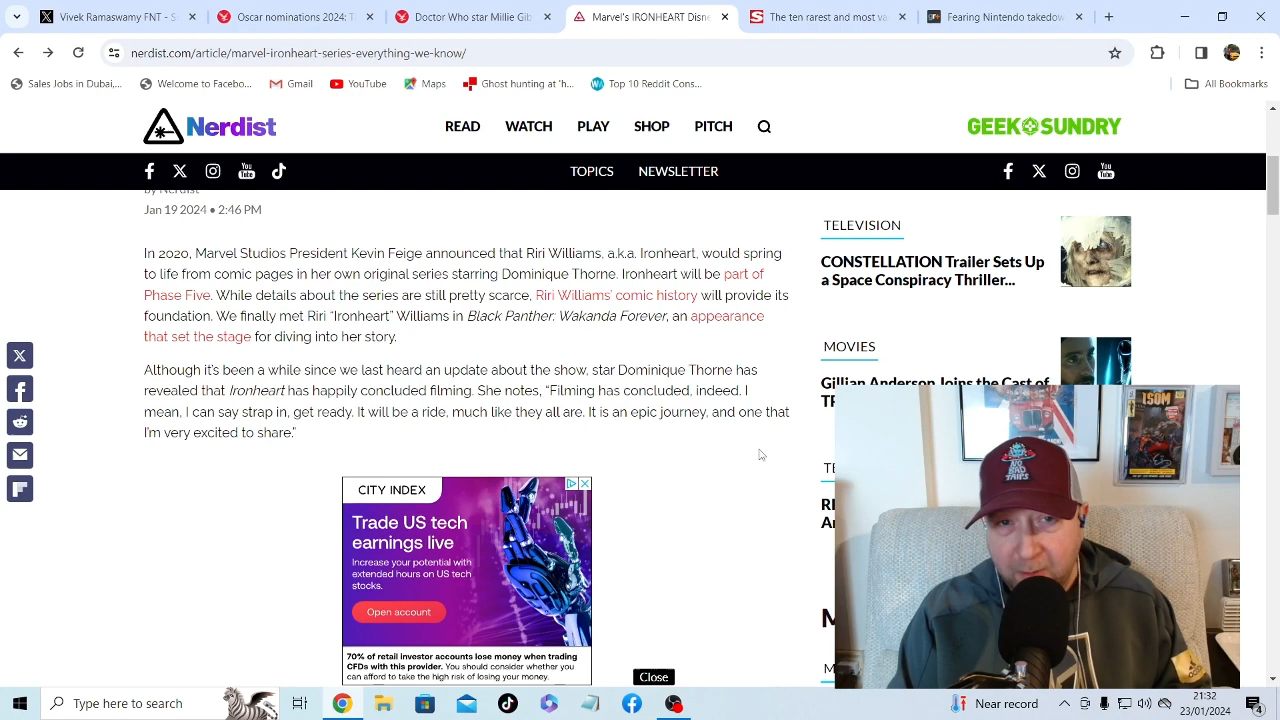 Vivek Ramaswamy FNT - S
Oscar nominations 2024: T
Doctor Who star Millie Gib
Marvel's IRONHEART Disne
The ten rarest and most va
Fearing Nintendo takedow
nerdist.com/article/marvel-ironheart-series-everything-we-know/
Sales Jobs in Dubai,...
Welcome to Facebo...
Gmail
YouTube
Maps
Ghost hunting at 'h...
Top 10 Reddit Cons...
All Bookmarks
Nerdist
READ
WATCH
PLAY
SHOP
PITCH
GEEK SUNDRY
TOPICS
NEWSLETTER
by Nerdist
Jan 19 2024 • 2:46 PM
In 2020, Marvel Studios President Kevin Feige announced that Riri Williams, a.k.a. Ironheart, would spring
to life from comic pages in her own original series starring Dominique Thorne. Ironheart will be part of
Phase Five. While details about the series are still pretty scarce, Riri Williams' comic history will provide its
foundation. We finally met Riri “Ironheart” Williams in Black Panther: Wakanda Forever, an appearance
that set the stage for diving into her story.
Although it's been a while since we last heard an update about the show, star Dominique Thorne has
revealed that Ironheart has happily concluded filming. She notes, “Filming has concluded, indeed. I
mean, I can say strap in, get ready. It will be a ride, much like they all are. It is an epic journey, and one that
I'm very excited to share.”
TELEVISION
CONSTELLATION Trailer Sets Up
a Space Conspiracy Thriller...
MOVIES
Gillian Anderson Joins the Cast of
TR
TE
RE
Ar
M
M
CITY INDEX
Trade US tech
earnings live
Increase your potential with
extended hours on US tech
stocks.
Open account
70% of retail investor accounts lose money when trading
CFDs with this provider. You should consider whether you
can afford to take the high risk of losing your money.
Close
ISOM
Type here to search
Near record
21:32
23/01/2024
4